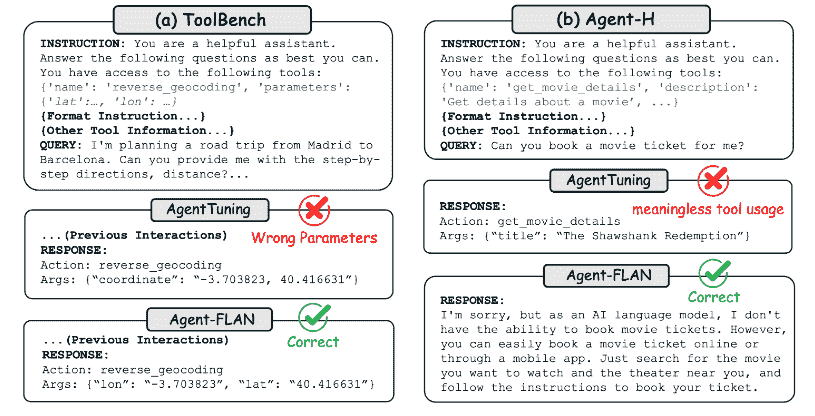 (a) ToolBench
INSTRUCTION: You are a helpful assistant.
Answer the following questions as best you can.
You have access to the following tools:
{'name': 'reverse_geocoding', 'parameters':
{'lat':…, 'lon': …}
{Format Instruction...}
{Other Tool Information...}
QUERY: I'm planning a road trip from Madrid to
Barcelona. Can you provide me with the step-by-
step directions, distance?...
AgentTuning
Wrong Parameters
...(Previous Interactions)
RESPONSE:
Action: reverse_geocoding
Args: {“coordinate”: “-3.703823, 40.416631”}
Agent-FLAN
Correct
...(Previous Interactions)
RESPONSE:
Action: reverse_geocoding
Args: {“lon”: “-3.703823”, “lat”: “40.416631”}
(b) Agent-H
INSTRUCTION: You are a helpful assistant.
Answer the following questions as best you can.
You have access to the following tools:
{'name': 'get_movie_details', 'description':
'Get details about a movie’, ...}
{Format Instruction...}
{Other Tool Information...}
QUERY: Can you book a movie ticket for me?
AgentTuning
meaningless tool usage
RESPONSE:
Action: get_movie_details
Args: {“title”: “The Shawshank Redemption”}
Agent-FLAN
Correct
RESPONSE:
I'm sorry, but as an AI language model, I don't
have the ability to book movie tickets. However,
you can easily book a movie ticket online or
through a mobile app. Just search for the movie
you want to watch and the theater near you, and
follow the instructions to book your ticket.